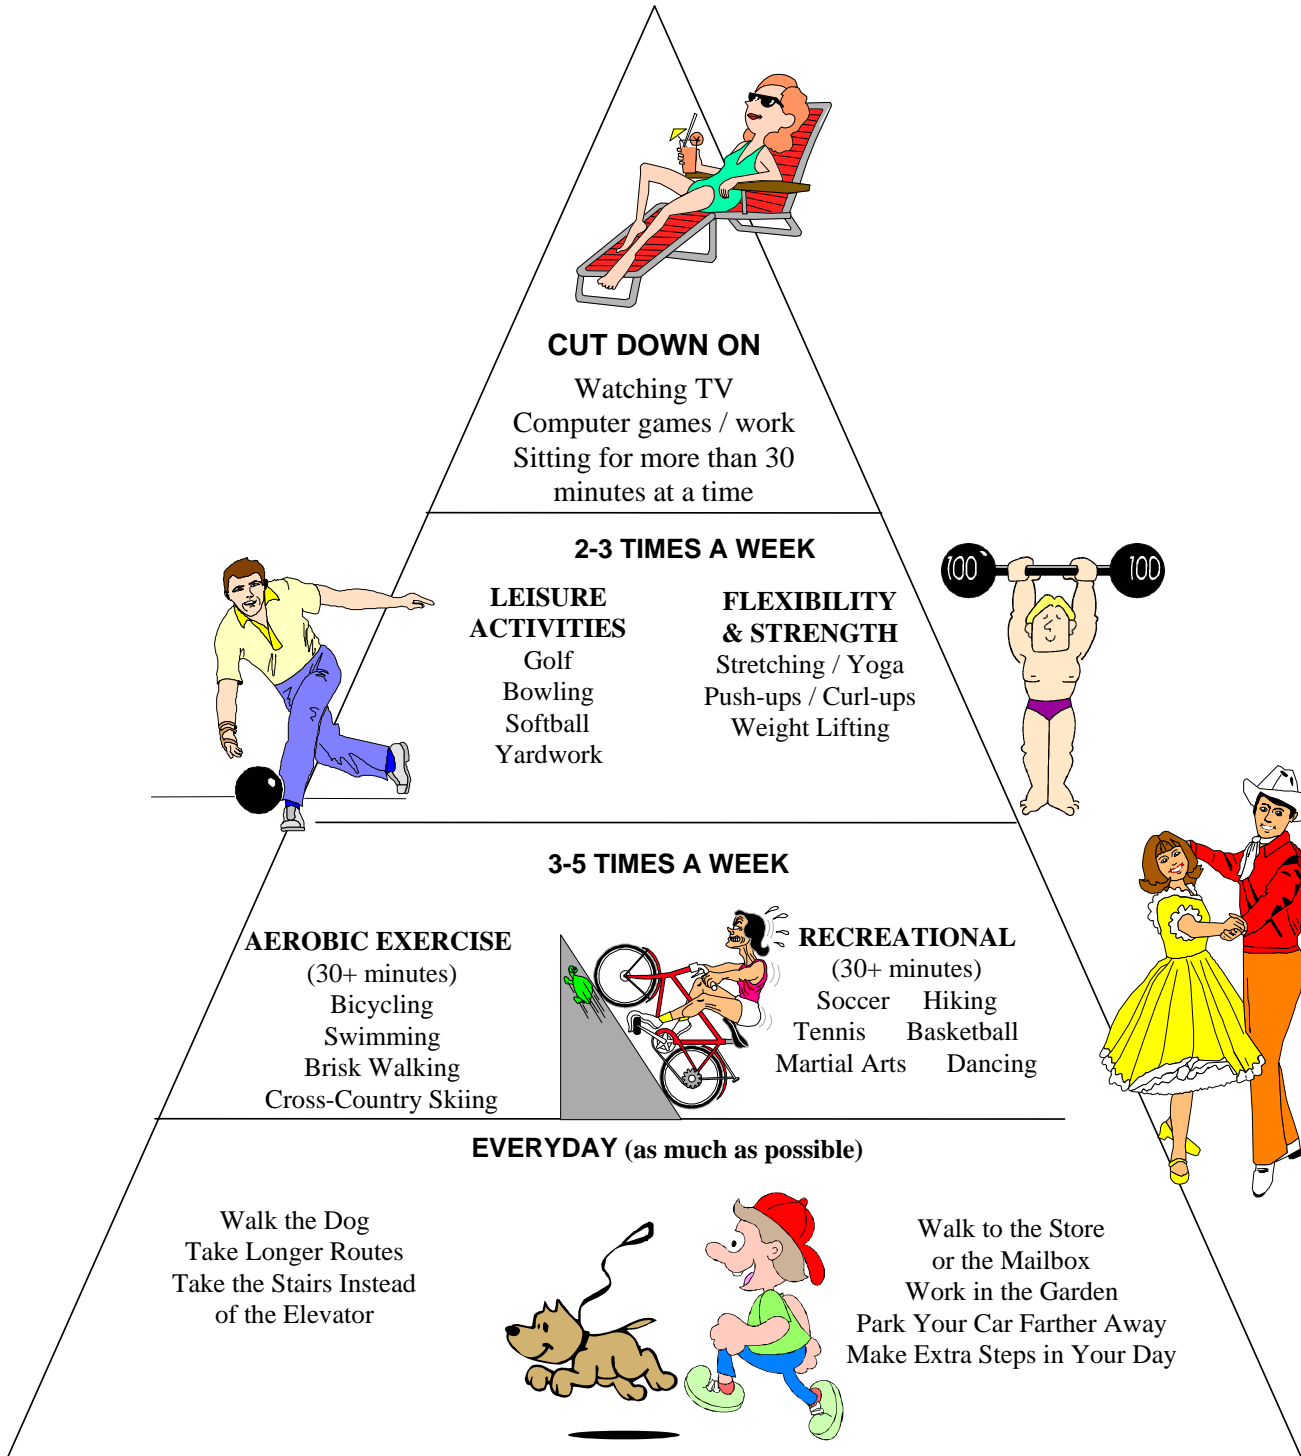 CUT DOWN ON
Watching TV
Computer games / work
Sitting for more than 30
minutes at a time
2-3 TIMES A WEEK
LEISURE
ACTIVITIES
Golf
Bowling
Softball
Yardwork
FLEXIBILITY
& STRENGTH
Stretching / Yoga
Push-ups / Curl-ups
Weight Lifting
100 100
3-5 TIMES A WEEK
AEROBIC EXERCISE
(30+ minutes)
Bicycling
Swimming
Brisk Walking
Cross-Country Skiing
RECREATIONAL
(30+ minutes)
Soccer Hiking
Tennis Basketball
Martial Arts Dancing
EVERYDAY (as much as possible)
Walk the Dog
Take Longer Routes
Take the Stairs Instead
of the Elevator
Walk to the Store
or the Mailbox
Work in the Garden
Park Your Car Farther Away
Make Extra Steps in Your Day